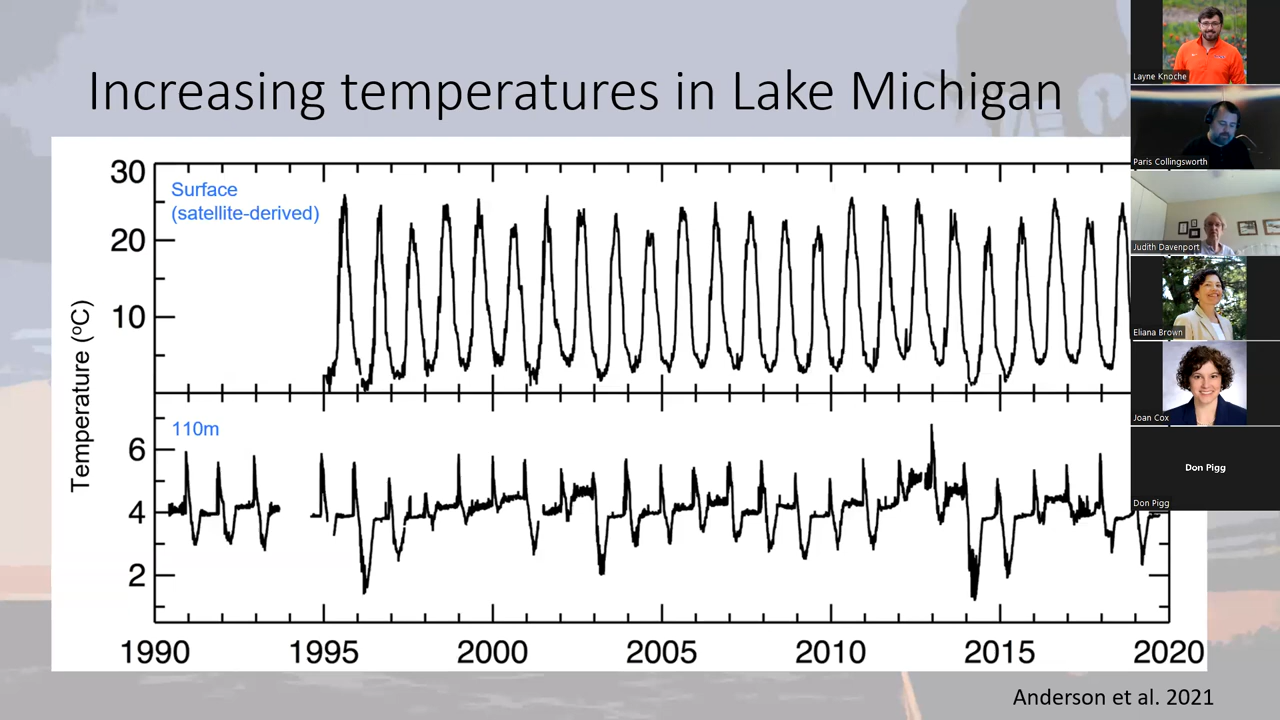 Increasing temperatures in Lake Michigan
Temperature (ºC)
30
20
10
Surface
(satellite-derived)
6
4
2
110m
1990 1995 2000 2005 2010 2015 2020
Anderson et al. 2021
Layne Knoche
Paris Collingsworth
Judith Davenport
Eliana Brown
Joan Cox
Don Pigg
Don Pigg